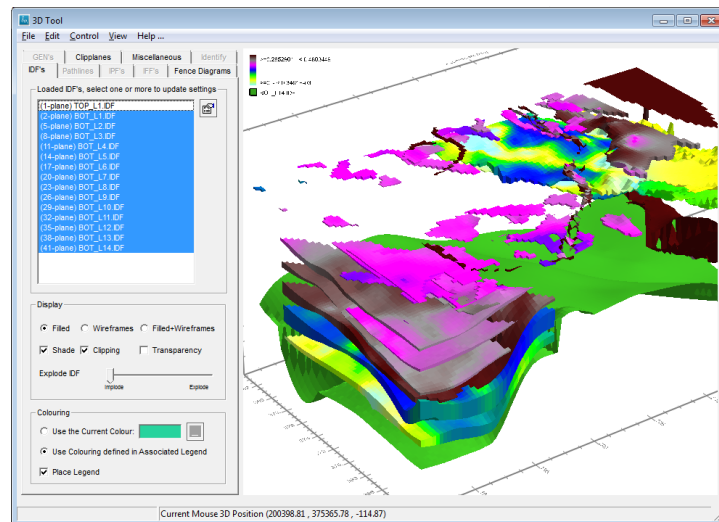 3D Tool
File Edit Control View Help ...
GEN's Clipplanes Miscellaneous Identify
IDF's Pathlines IPF's IFF's Fence Diagrams
Loaded IDF's, select one or more to update settings
(1-plane) TOP_L1.IDF
(2-plane) BOT_L1.IDF
(5-plane) BOT_L2.IDF
(8-plane) BOT_L3.IDF
(11-plane) BOT_L4.IDF
(14-plane) BOT_L5.IDF
(17-plane) BOT_L6.IDF
(20-plane) BOT_L7.IDF
(23-plane) BOT_L8.IDF
(26-plane) BOT_L9.IDF
(29-plane) BOT_L10.IDF
(32-plane) BOT_L11.IDF
(35-plane) BOT_L12.IDF
(38-plane) BOT_L13.IDF
(41-plane) BOT_L14.IDF
Display
Filled Wireframes Filled+Wireframes
Shade Clipping Transparency
Explode IDF
Implode Explode
Colouring
Use the Current Colour:
Use Colouring defined in Associated Legend
Place Legend
Current Mouse 3D Position (200398.81 , 375365.78 , -114.87)